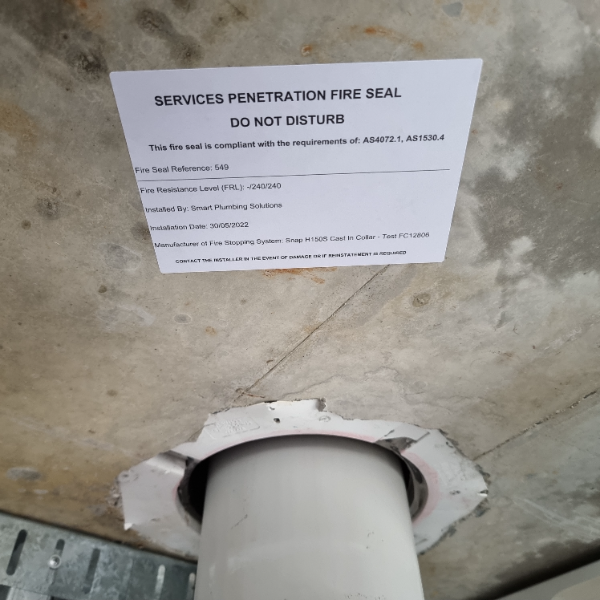 SERVICES PENETRATION FIRE SEAL
DO NOT DISTURB
This fire seal is compliant with the requirements of: AS4072.1, AS1530.4
Fire Seal Reference: 549
Fire Resistance Level (FRL): -/240/240
Installed By: Smart Plumbing Solutions
Installation Date: 30/05/2022
Manufacturer of Fire Stopping System: Snap H150S Cast In Collar - Test FC12806
CONTACT THE INSTALLER IN THE EVENT OF DAMAGE OR IF REINSTATEMENT IS REQUIRED